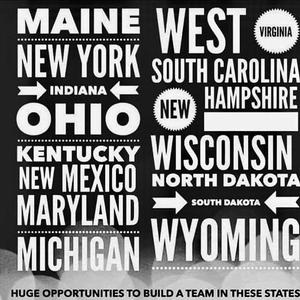 MAINE
NEW YORK
INDIANA
OHIO
KENTUCKY
NEW MEXICO
MARYLAND
MICHIGAN
WEST VIRGINIA
SOUTH CAROLINA
NEW HAMPSHIRE
WISCONSIN
NORTH DAKOTA
SOUTH DAKOTA
WYOMING
HUGE OPPORTUNITIES TO BUILD A TEAM IN THESE STATES